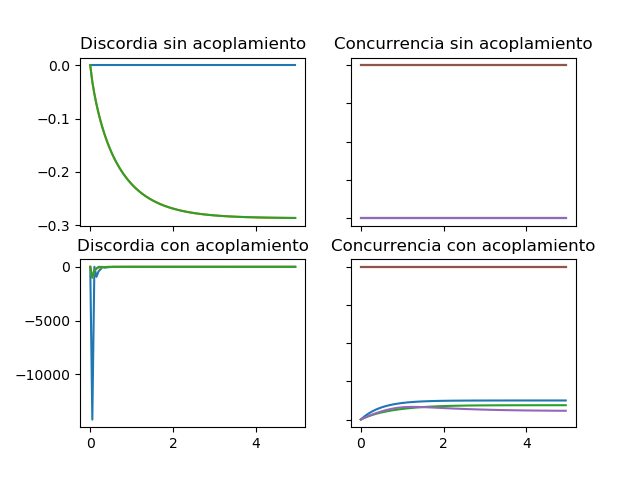 Discordia sin acoplamiento
Concurrencia sin acoplamiento
0.0
−0.1
−0.2
−0.3
Discordia con acoplamiento
Concurrencia con acoplamiento
0
−5000
−10000
0 2 4
0 2 4